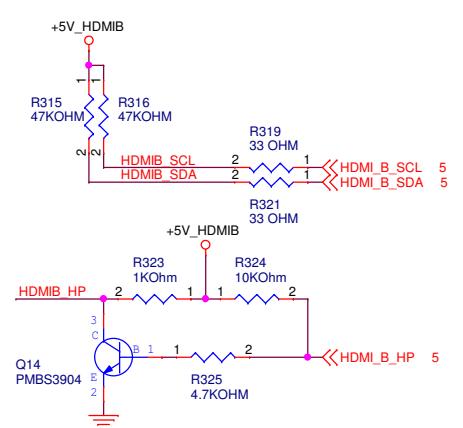 +5V_HDMIB
1 1
R315 R316
47KOHM 47KOHM
R319
33 OHM
2 2
HDMIB_SCL 2 1 HDMI_B_SCL 5
HDMIB_SDA 2 1 HDMI_B_SDA 5
R321
33 OHM
+5V_HDMIB
R323 R324
1KOhm 10KOhm
HDMIB_HP 2 1 1 2
3
C
Q14
PMBS3904
B 1 1 2 HDMI_B_HP 5
E
2
R325
4.7KOHM